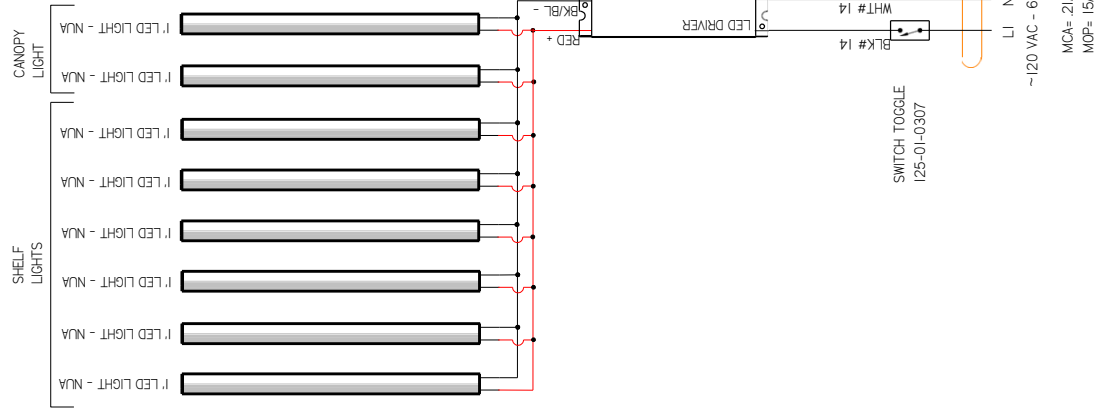 CANOPY
LIGHT
SHELF
LIGHTS
1' LED LIGHT - NUA
1' LED LIGHT - NUA
1' LED LIGHT - NUA
1' LED LIGHT - NUA
1' LED LIGHT - NUA
1' LED LIGHT - NUA
1' LED LIGHT - NUA
1' LED LIGHT - NUA
BK/BL -
RED +
LED DRIVER
WHT# 14
BLK# 14
SWITCH TOGGLE
125-01-0307
L1 N
~120 VAC - 6
MCA= .21
MOP= 15A